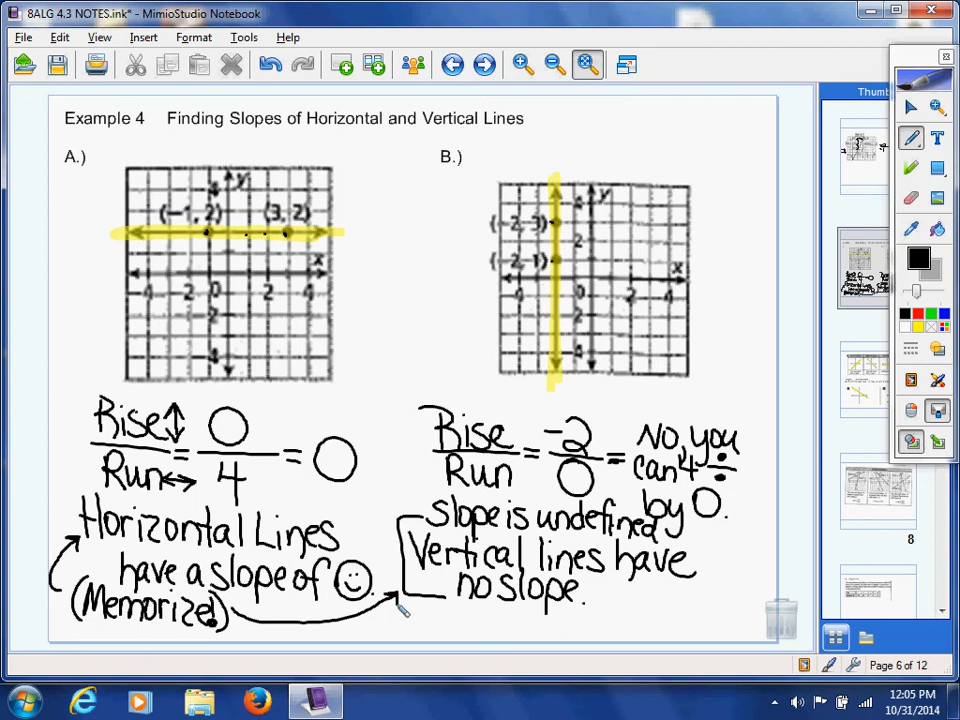 8ALG 4.3 NOTES.ink* - MimioStudio Notebook
File Edit View Insert Format Tools Help
Thumb
Example 4 Finding Slopes of Horizontal and Vertical Lines
A.)
B.)
y
(-1, 2) (3, 2)
x
-4 -2 0 2 4
-2
y
4
(-2, 3)
2
(-2, 1)
x
-4 0 2 4
-2
-4
Rise ↕ / Run ↔ = 0 / 4 = 0
Horizontal Lines
have a slope of ☺.
(Memorize!)
Rise / Run = -2 / 0 = No, you
can't ÷
by 0.
slope is undefined
Vertical lines have
no slope.
T
8
Page 6 of 12
12:05 PM
10/31/2014